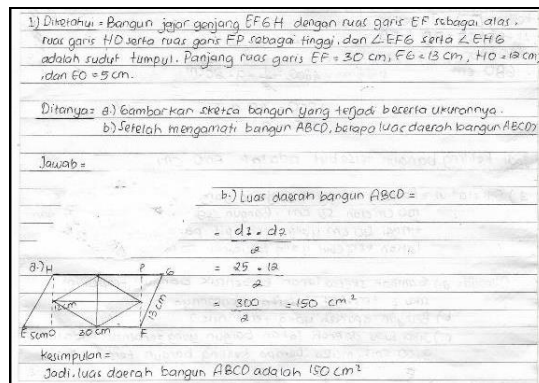 1) Diketahui = Bangun jajar genjang EFGH dengan ruas garis EF sebagai alas.
ruas garis HO serta ruas garis FP sebagai tinggi, dan ∠EFG serta ∠EHG
adalah sudut tumpul. Panjang ruas garis EF = 30 cm, FG = 13 cm, HO = 12 cm
,dan EO = 5 cm.
Ditanya = a.) Gambarkan sketsa bangun yang terjadi beserta ukurannya.
b) Setelah mengamati bangun ABCD, berapa luas daerah bangun ABCD?
Jawab =
b.) Luas daerah bangun ABCD =
= d1 . d2
2
a.) H P G
= 25 . 12
2
12cm
13 cm
= 300 = 150 cm²
2
E 5cm O 30 cm F
Kesimpulan =
Jadi, luas daerah bangun ABCD adalah 150 cm²